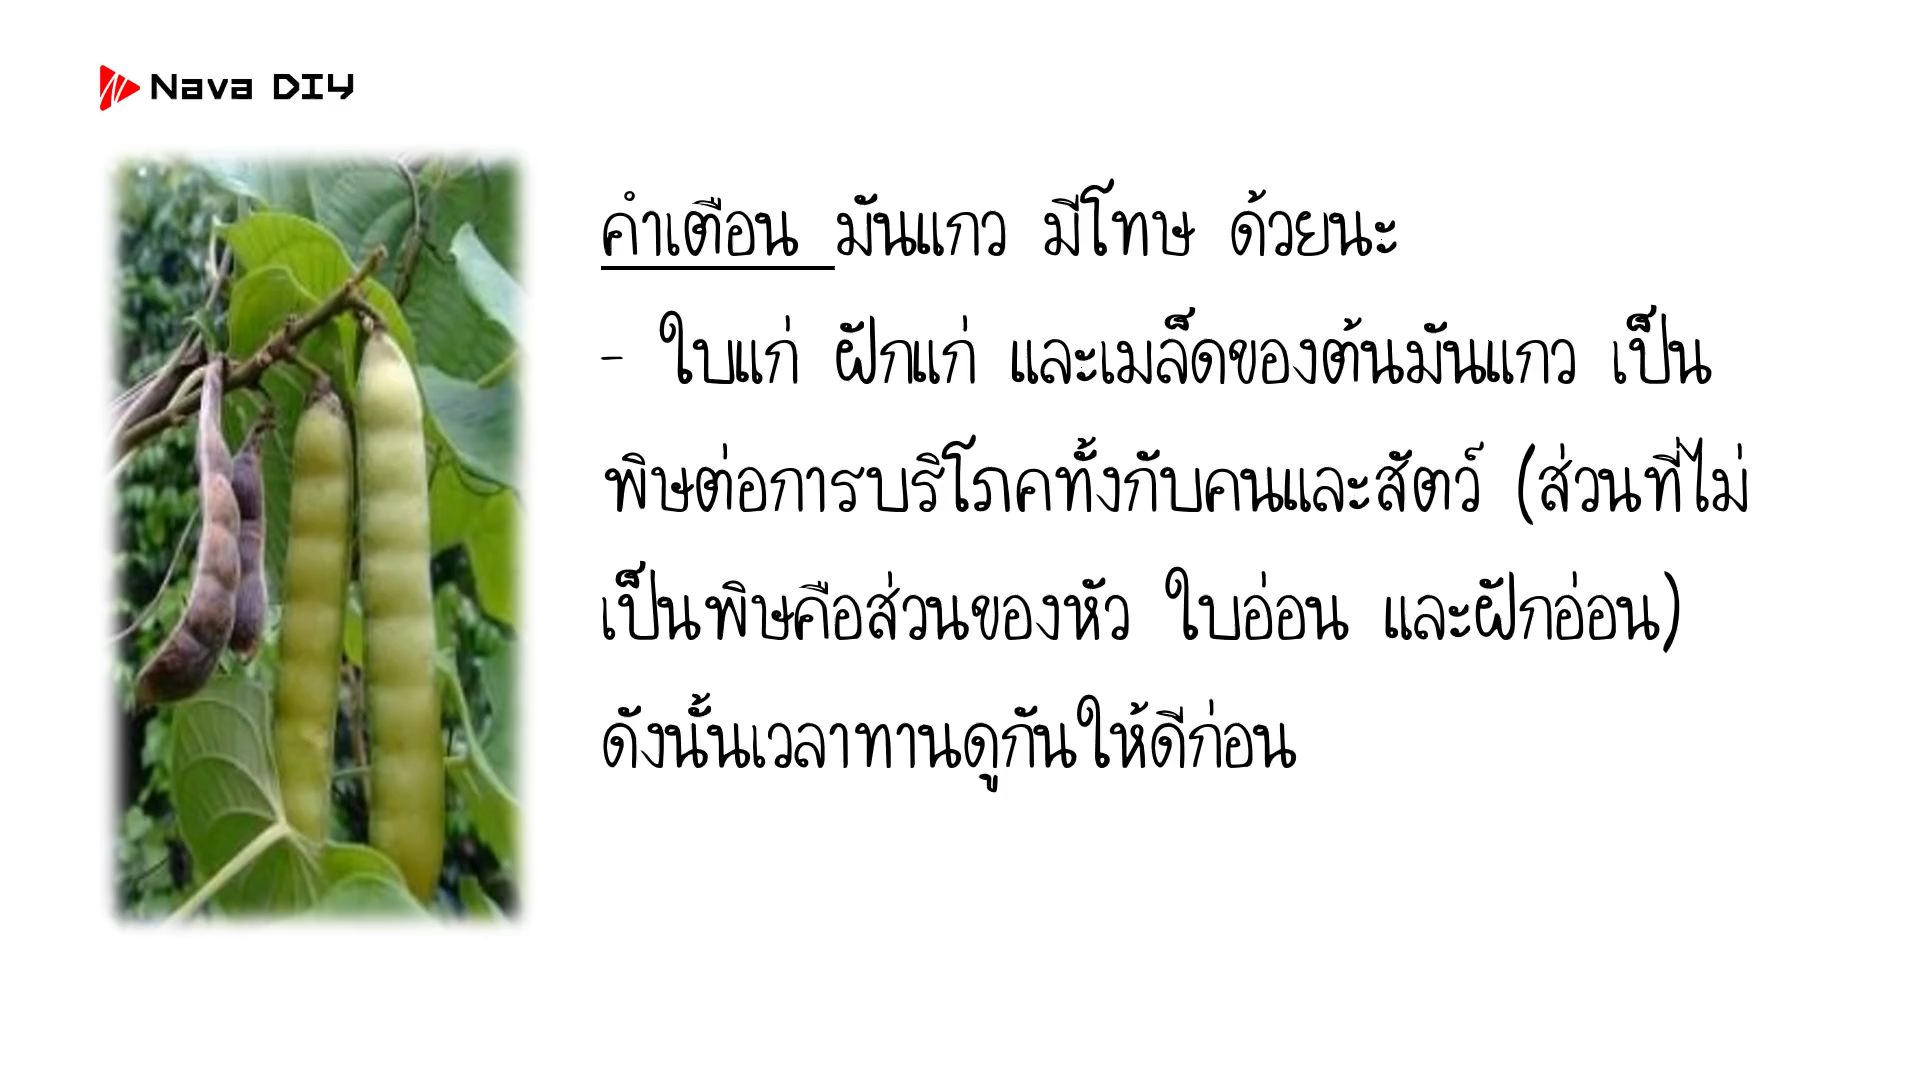 Nava DIY
คำเตือน มันแกว มีโทษ ด้วยนะ
- ใบแก่ ฝักแก่ และเมล็ดของต้นมันแกว เป็น
พิษต่อการบริโภคทั้งกับคนและสัตว์ (ส่วนที่ไม่
เป็นพิษคือส่วนของหัว ใบอ่อน และฝักอ่อน)
ดังนั้นเวลาทานดูกันให้ดีก่อน